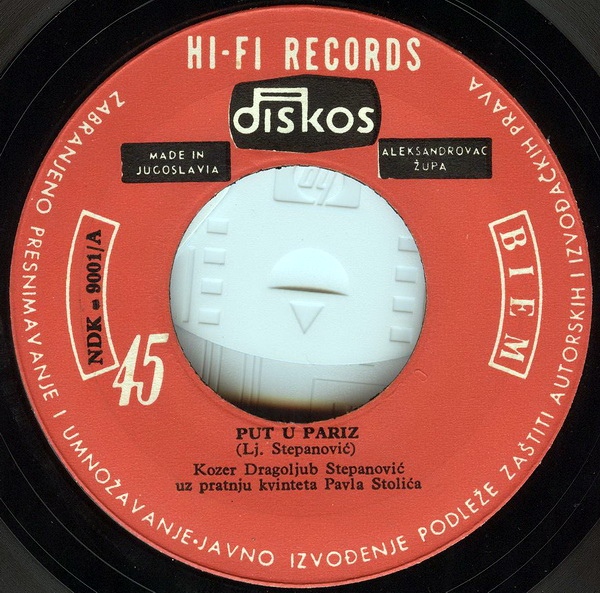 HI-FI RECORDS
diskos
MADE IN
JUGOSLAVIA
ALEKSANDROVAC
ŽUPA
ZABRANJENO PRESNIMAVANJE I UMNOŽAVANJE•JAVNO IZVOĐENJE PODLEŽE ZAŠTITI AUTORSKIH I IZVOĐAČKIH PRAVA
NDK = 9001/A
BIEM
45
PUT U PARIZ
(Lj. Stepanović)
Kozer Dragoljub Stepanović
uz pratnju kvinteta Pavla Stolića
hp